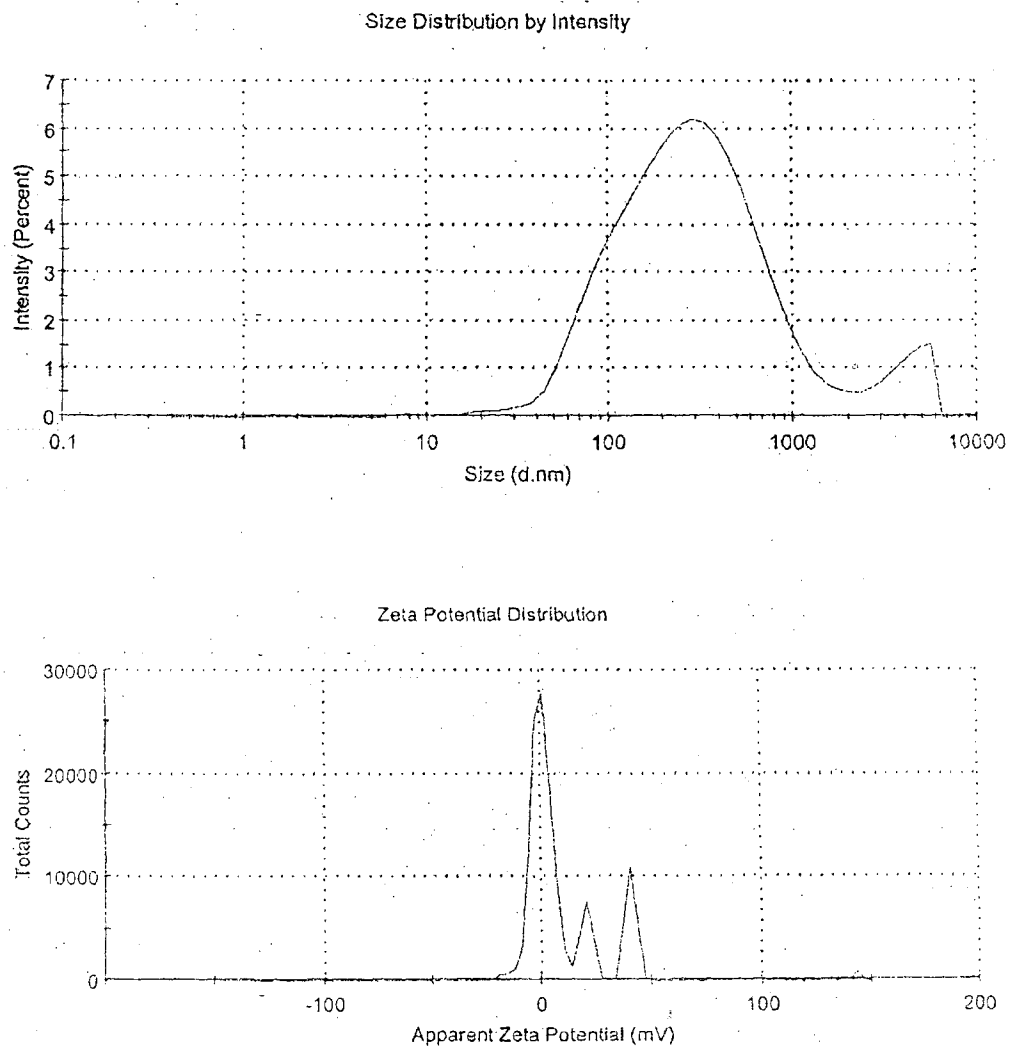 Size Distribution by Intensity
7
6
5
4
3
2
1
0
Intensity (Percent)
0.1 1 10 100 1000 10000
Size (d.nm)
Zeta Potential Distribution
30000
20000
10000
0
Total Counts
-100 0 100 200
Apparent Zeta Potential (mV)